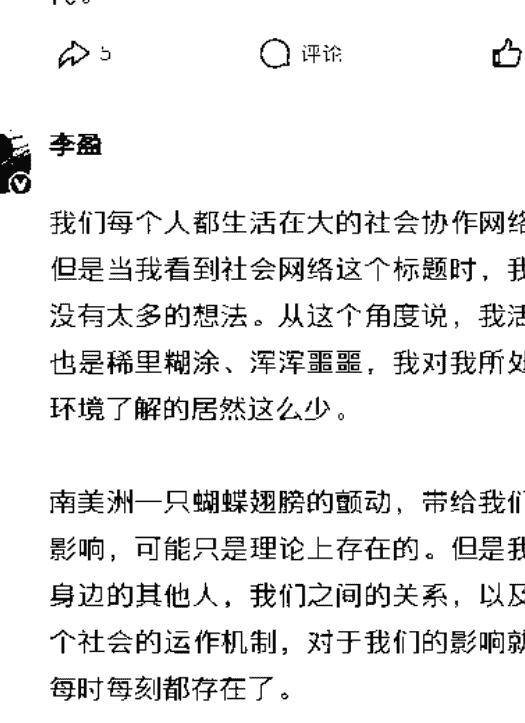 5 评论
李盈
我们每个人都生活在大的社会协作网络
但是当我看到社会网络这个标题时，我
没有太多的想法。从这个角度说，我活
也是稀里糊涂、浑浑噩噩，我对我所处
环境了解的居然这么少。
南美洲一只蝴蝶翅膀的颤动，带给我们
影响，可能只是理论上存在的。但是我
身边的其他人，我们之间的关系，以及
个社会的运作机制，对于我们的影响就
每时每刻都存在了。